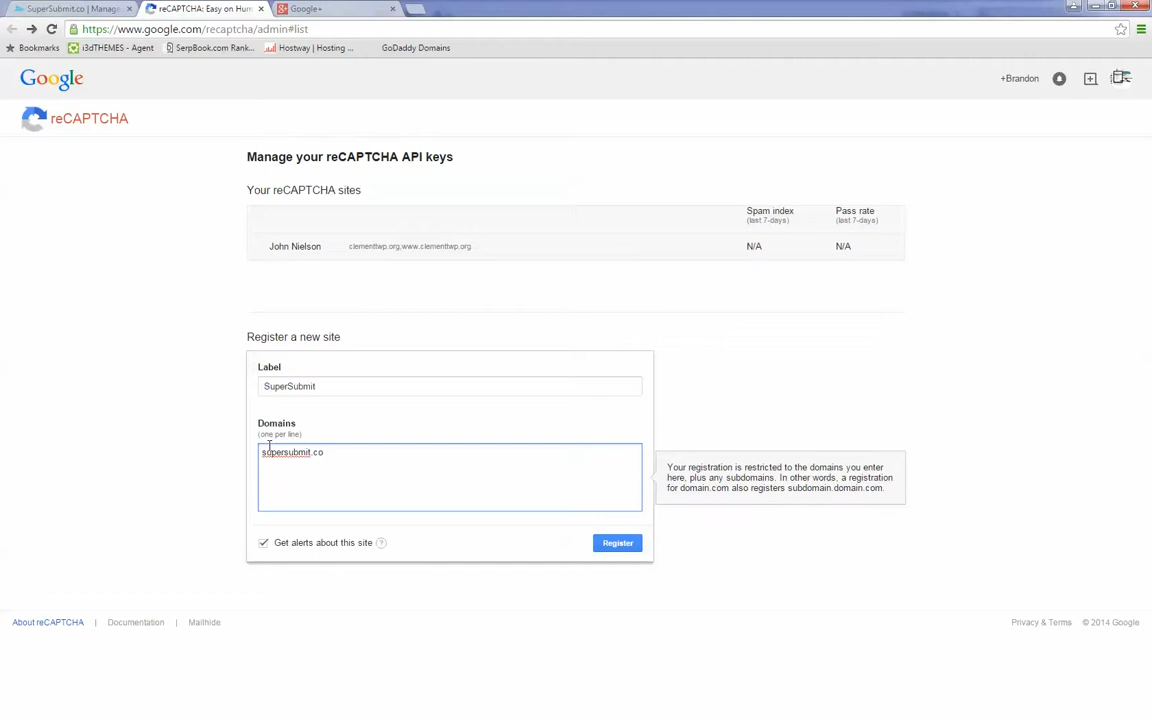 SuperSubmit.co | Manage
reCAPTCHA: Easy on Hum
Google+
https://www.google.com/recaptcha/admin#list
Bookmarks
i3dTHEMES - Agent
SerpBook.com Rank...
Hostway | Hosting ...
GoDaddy Domains
Google
+Brandon
reCAPTCHA
Manage your reCAPTCHA API keys
Your reCAPTCHA sites
Spam index
(last 7-days)
Pass rate
(last 7-days)
John Nielson
clementtwp.org,www.clementtwp.org
N/A
N/A
Register a new site
Label
SuperSubmit
Domains
(one per line)
supersubmit.co
Your registration is restricted to the domains you enter
here, plus any subdomains. In other words, a registration
for domain.com also registers subdomain.domain.com.
Get alerts about this site ?
Register
About reCAPTCHA | Documentation | Mailhide
Privacy & Terms © 2014 Google